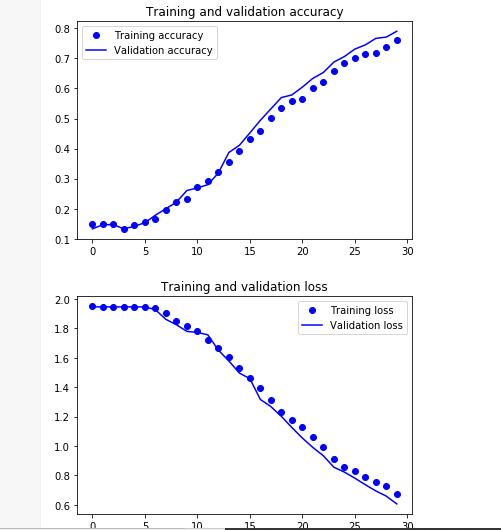 Training and validation accuracy
Training accuracy
Validation accuracy
0.8
0.7
0.6
0.5
0.4
0.3
0.2
0.1
0 5 10 15 20 25 30
Training and validation loss
Training loss
Validation loss
2.0
1.8
1.6
1.4
1.2
1.0
0.8
0.6
0 5 10 15 20 25 30